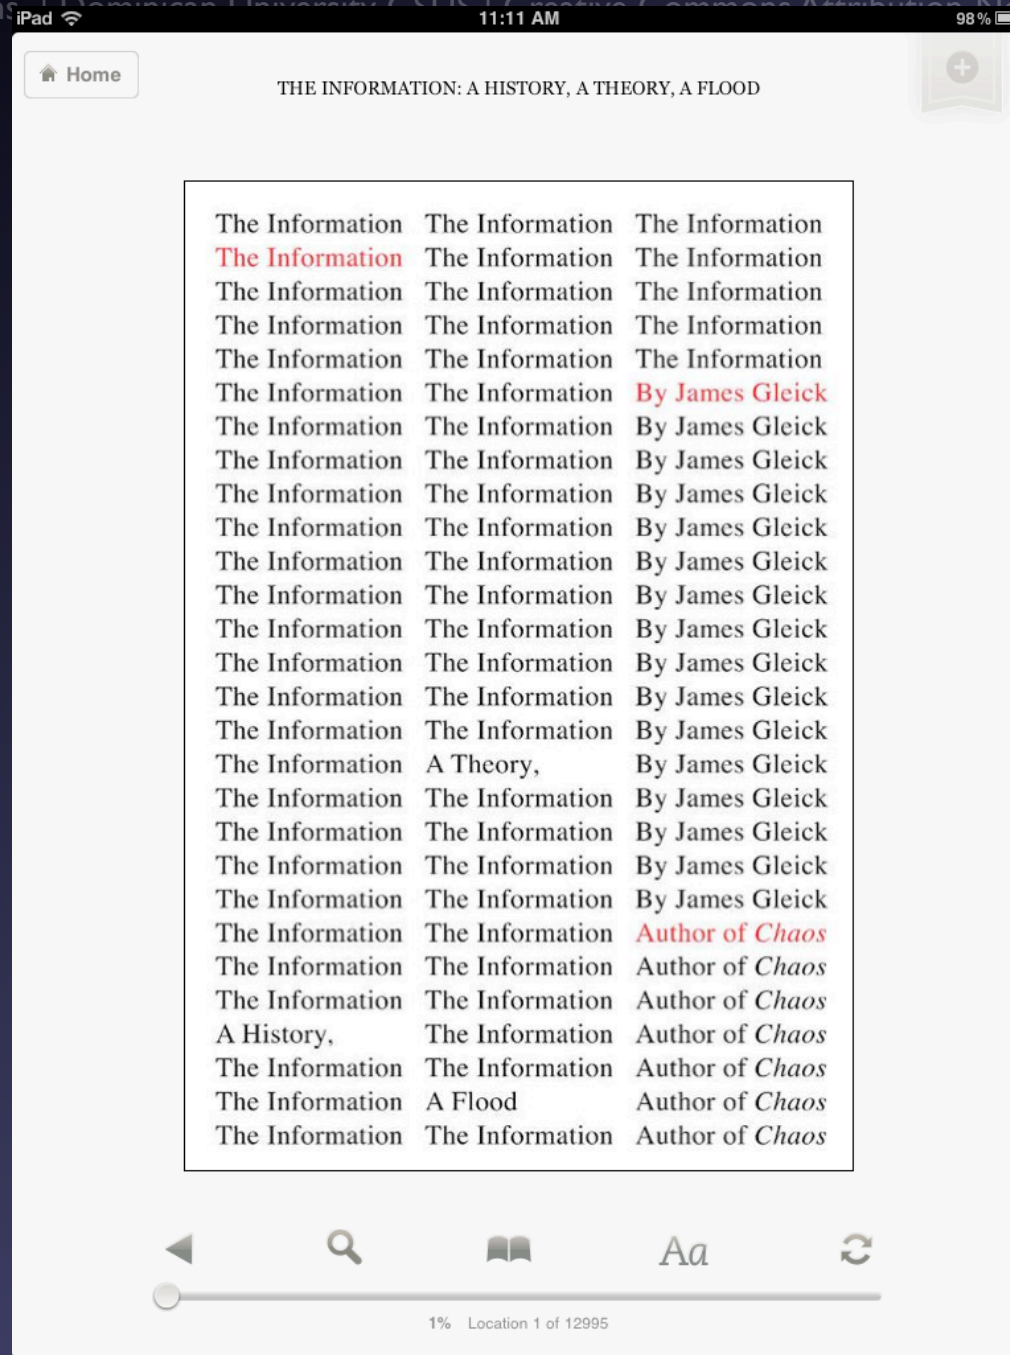 Dominican University | Creative Commons Attribution
iPad 11:11 AM 98%
Home
THE INFORMATION: A HISTORY, A THEORY, A FLOOD
The Information The Information The Information
The Information The Information The Information
The Information The Information The Information
The Information The Information The Information
The Information The Information The Information
The Information The Information By James Gleick
The Information The Information By James Gleick
The Information The Information By James Gleick
The Information The Information By James Gleick
The Information The Information By James Gleick
The Information The Information By James Gleick
The Information The Information By James Gleick
The Information The Information By James Gleick
The Information The Information By James Gleick
The Information The Information By James Gleick
The Information The Information By James Gleick
The Information A Theory, By James Gleick
The Information The Information By James Gleick
The Information The Information By James Gleick
The Information The Information By James Gleick
The Information The Information By James Gleick
The Information The Information Author of Chaos
The Information The Information Author of Chaos
The Information The Information Author of Chaos
A History, The Information Author of Chaos
The Information The Information Author of Chaos
The Information A Flood Author of Chaos
The Information The Information Author of Chaos
Aa
1% Location 1 of 12995